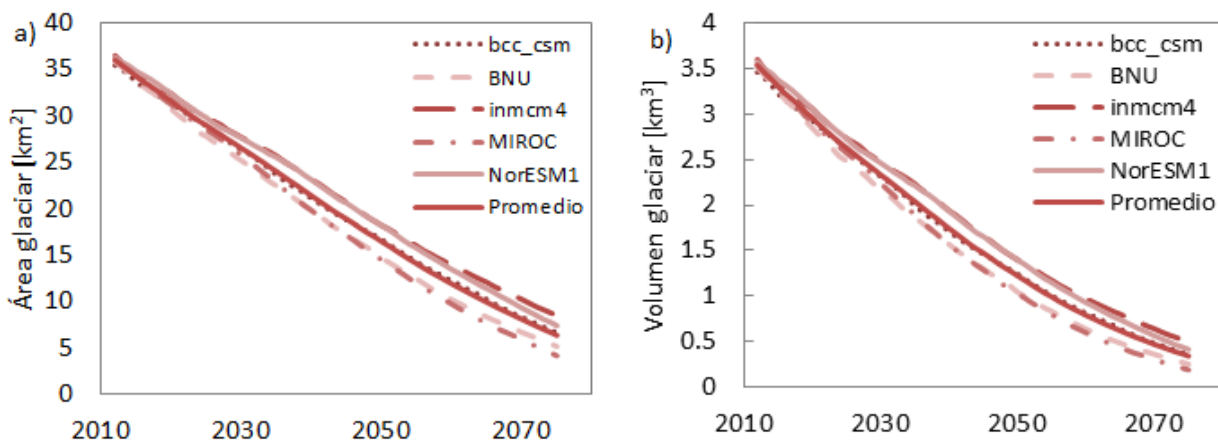 a)
Área glaciar [km²]
40
35
30
25
20
15
10
5
0
2010
2030
2050
2070
bcc_csm
BNU
inmcm4
MIROC
NorESM1
Promedio
b)
Volumen glaciar [km³]
4
3.5
3
2.5
2
1.5
1
0.5
0
2010
2030
2050
2070
bcc_csm
BNU
inmcm4
MIROC
NorESM1
Promedio